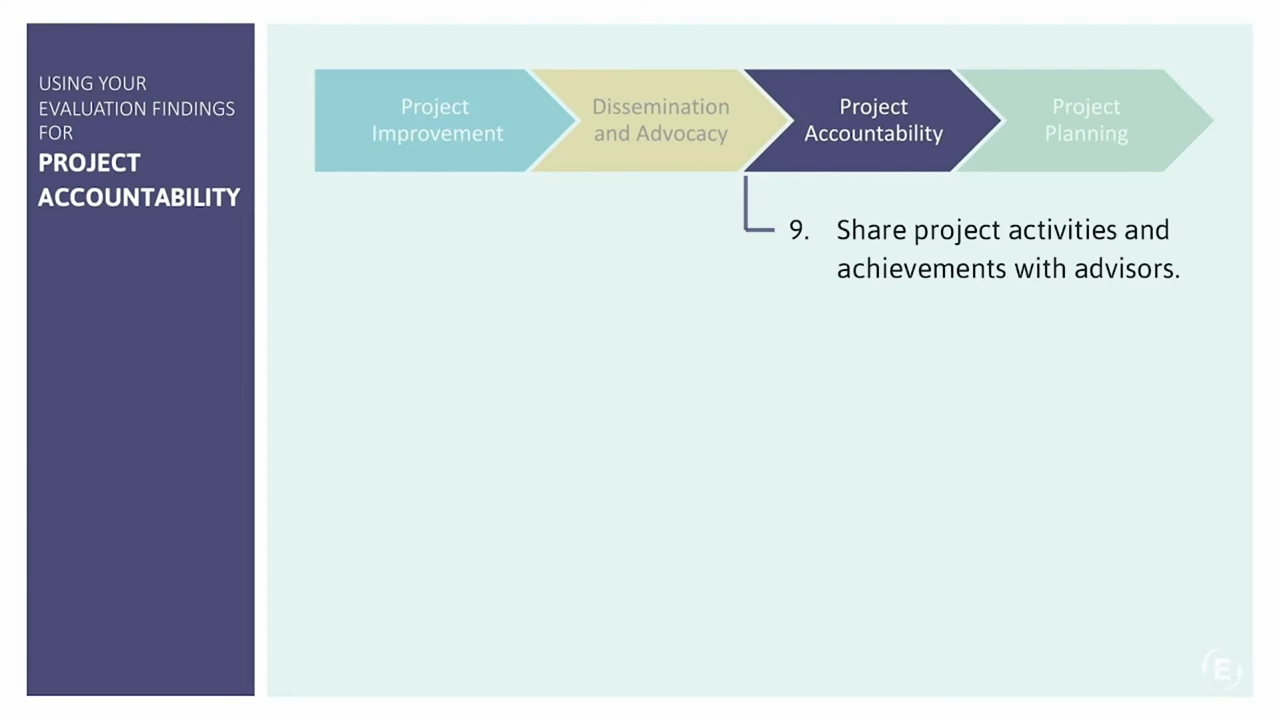 USING YOUR
EVALUATION FINDINGS
FOR
PROJECT
ACCOUNTABILITY
Project
Improvement
Dissemination
and Advocacy
Project
Accountability
Project
Planning
9. Share project activities and
achievements with advisors.
E